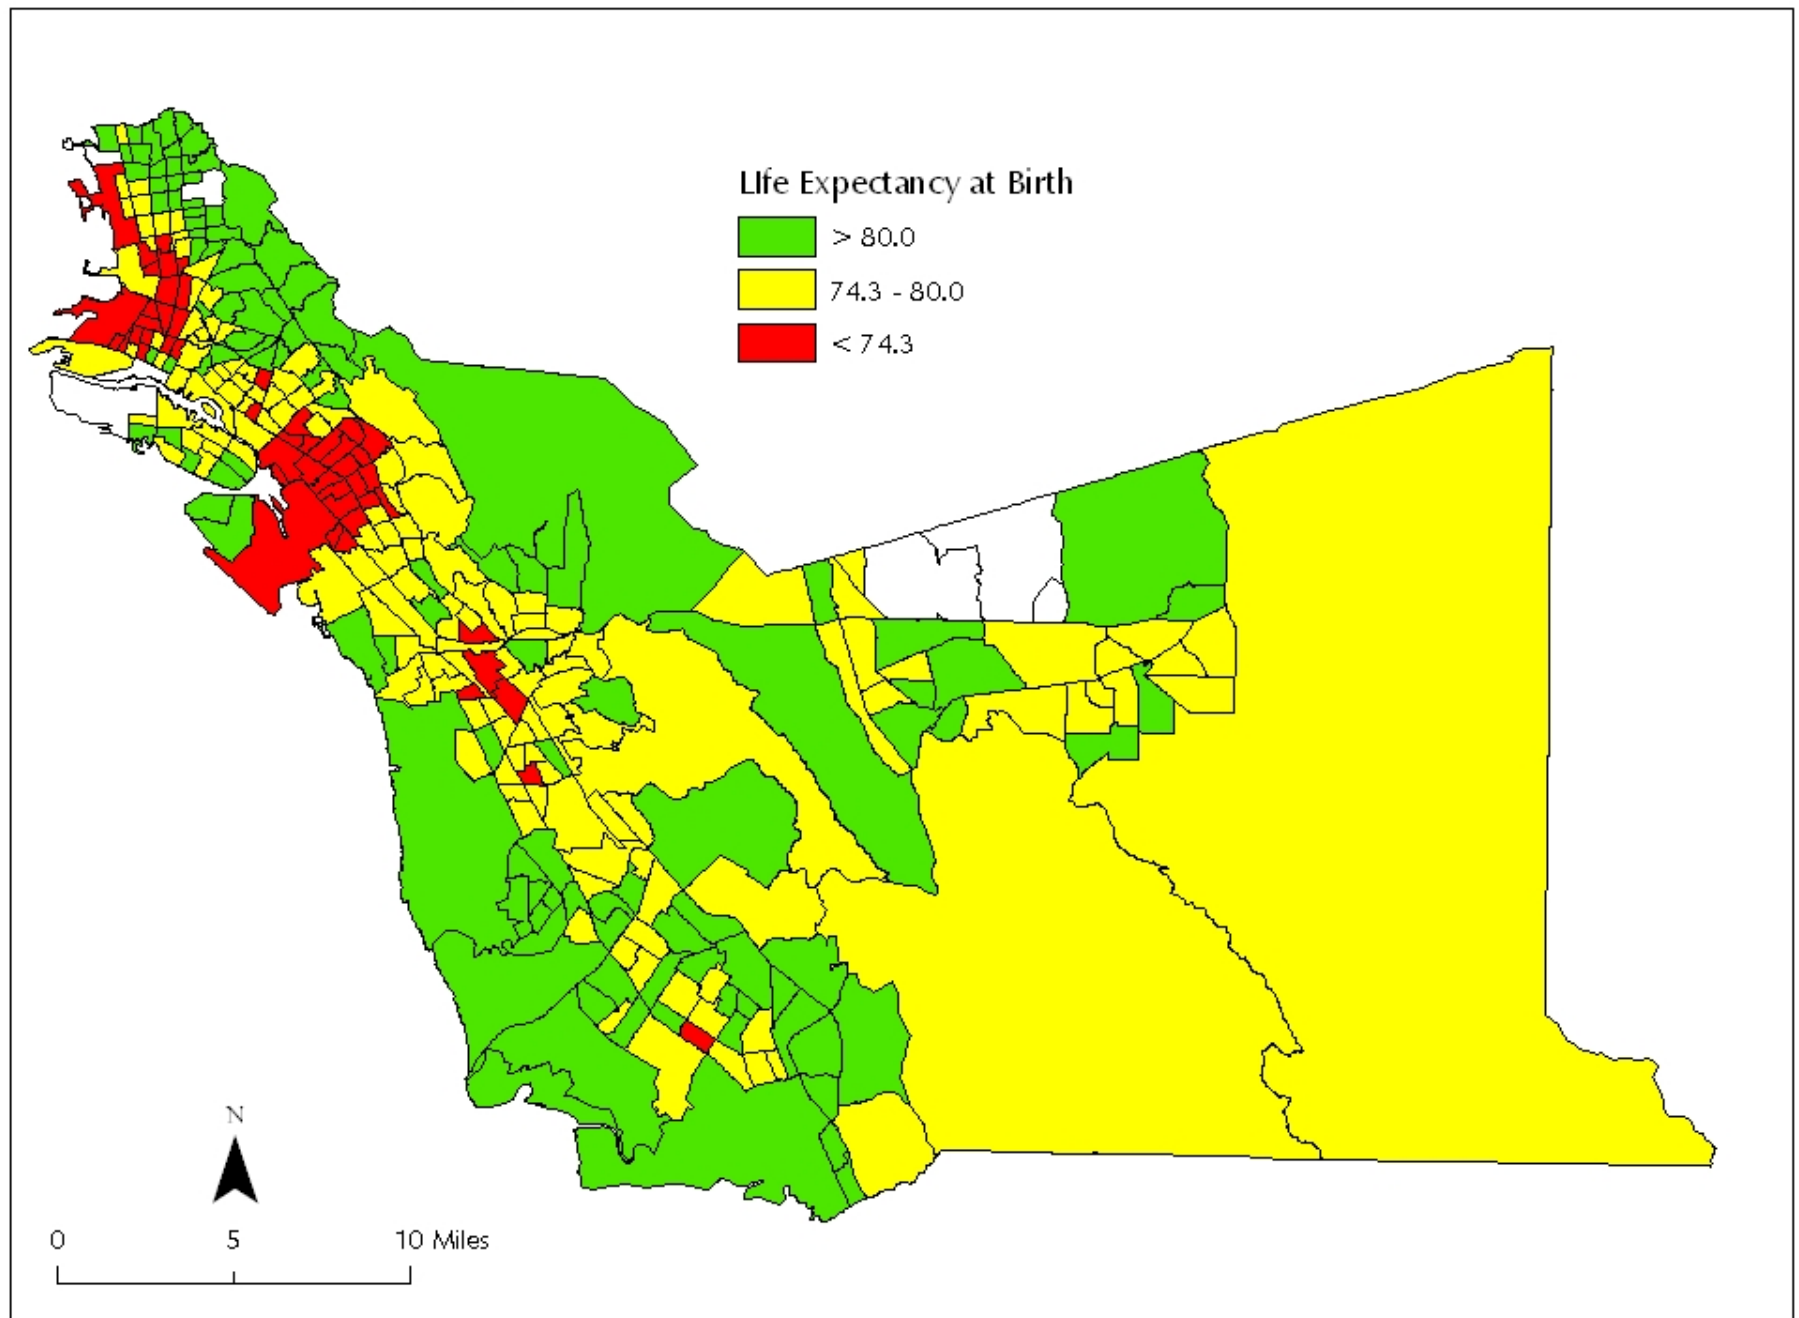 LIfe Expectancy at Birth
> 80.0
74.3 - 80.0
< 74.3
N
0 5 10 Miles